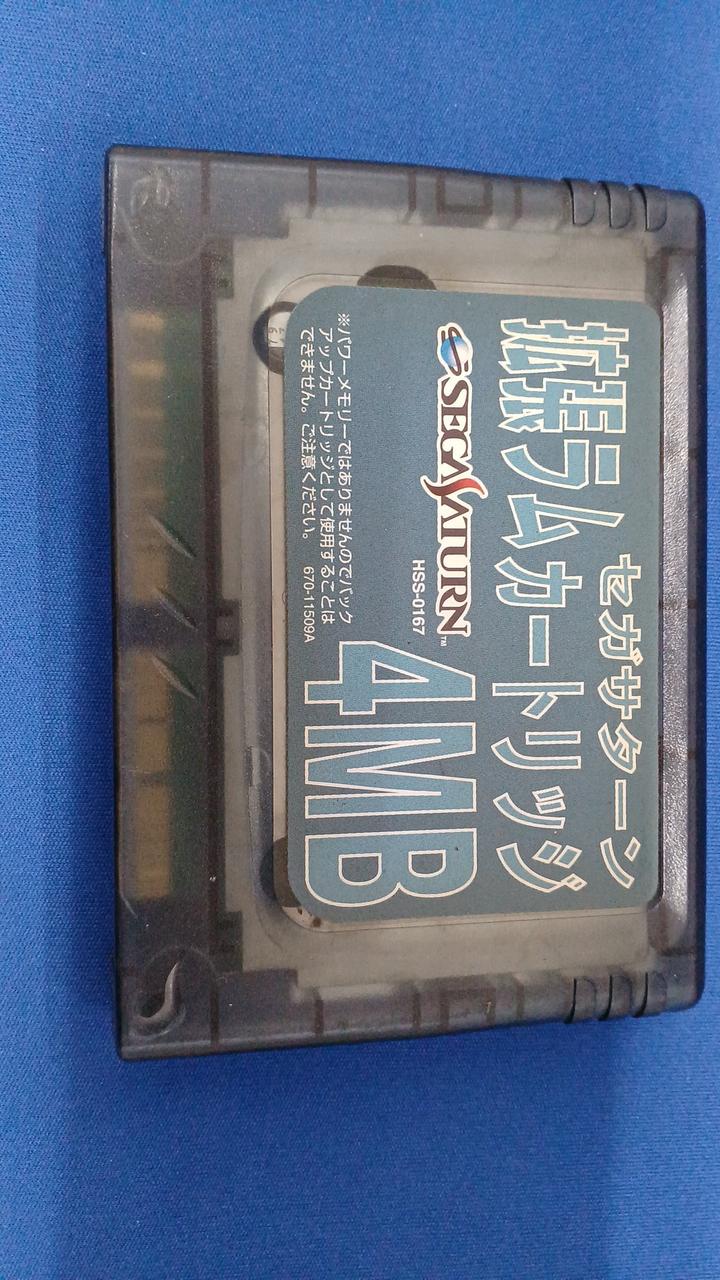 セガサターン
拡張ラムカートリッジ
SEGA SATURN™
HSS-0167
4MB
※パワーメモリーではありませんのでバック
アップカートリッジとして使用することは
できません。ご注意ください。 670-11509A